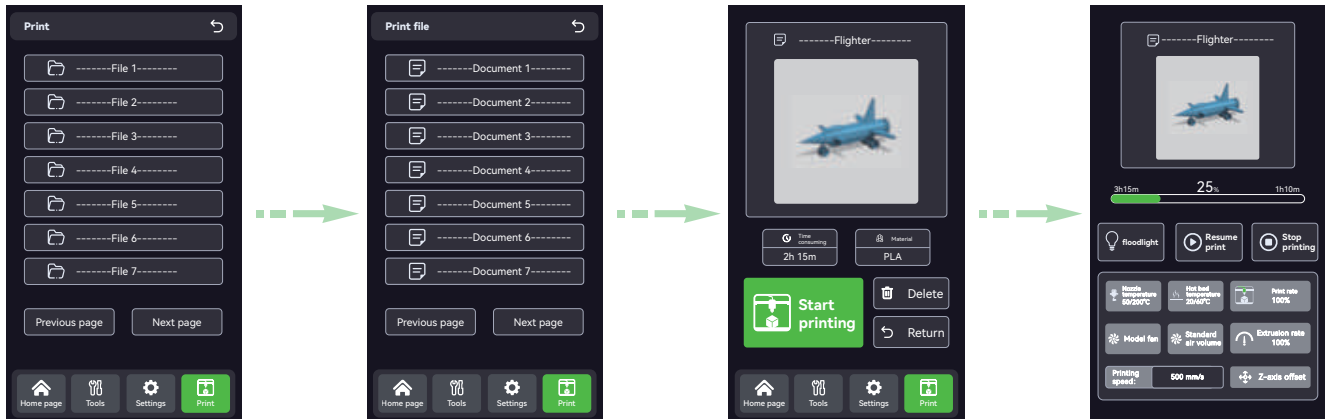 Print
-------File 1--------
-------File 2--------
-------File 3--------
-------File 4--------
-------File 5--------
-------File 6--------
-------File 7--------
Previous page
Next page
Home page
Tools
Settings
Print
Print file
-------Document 1--------
-------Document 2--------
-------Document 3--------
-------Document 4--------
-------Document 5--------
-------Document 6--------
-------Document 7--------
Previous page
Next page
Home page
Tools
Settings
Print
-------Flighter--------
Time
consuming
2h 15m
Material
PLA
Start
printing
Delete
Return
Home page
Tools
Settings
Print
-------Flighter--------
3h15m
25%
1h10m
floodlight
Resume
print
Stop
printing
Nozzle
temperature
50/200°C
Hot bed
temperature
20/60°C
Print rate
100%
Model fan
Standard
air volume
Extrusion rate
100%
Printing
speed:
500 mm/s
Z-axis offset